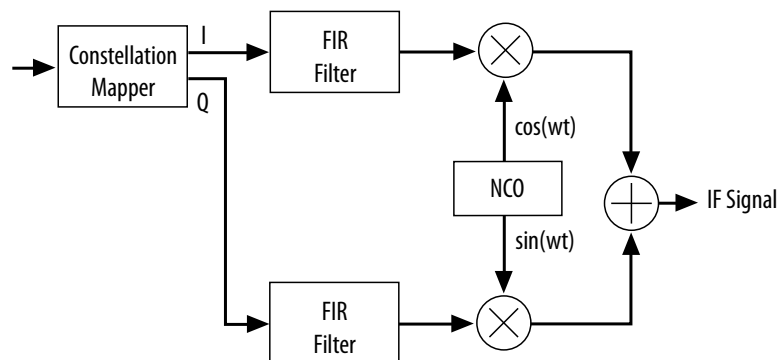 I
FIR
Filter
Constellation
Mapper
Q
cos(wt)
NCO
IF Signal
sin(wt)
FIR
Filter